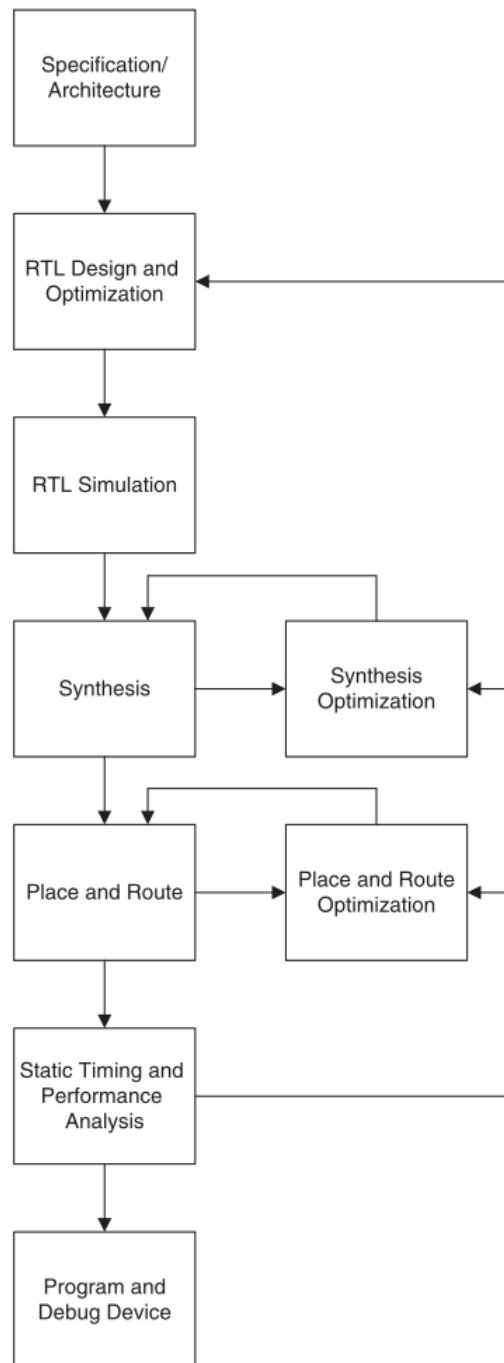 Specification/
Architecture
RTL Design and
Optimization
RTL Simulation
Synthesis
Synthesis
Optimization
Place and Route
Place and Route
Optimization
Static Timing and
Performance
Analysis
Program and
Debug Device